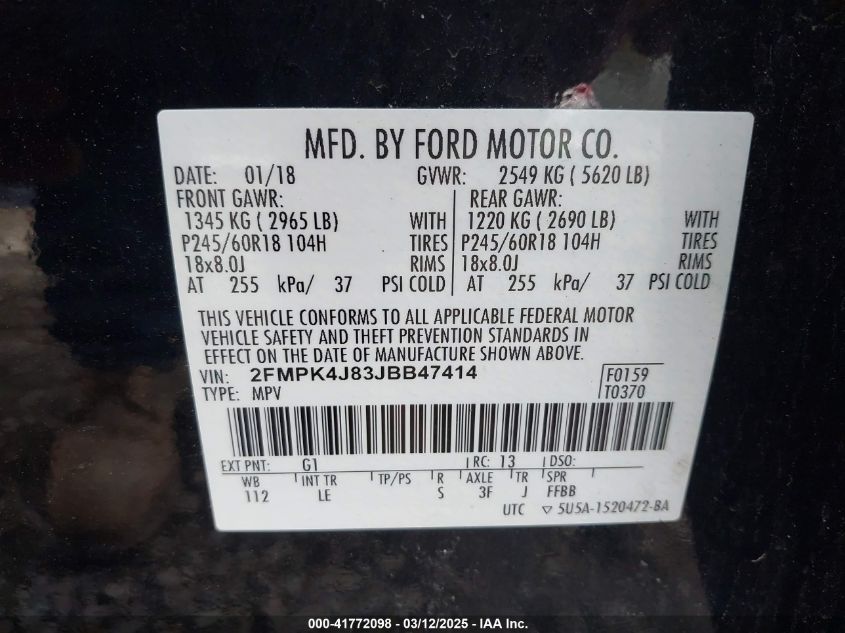 MFD. BY FORD MOTOR CO.
DATE: 01/18 GVWR: 2549 KG ( 5620 LB)
FRONT GAWR: REAR GAWR:
1345 KG ( 2965 LB) WITH 1220 KG ( 2690 LB) WITH
P245/60R18 104H TIRES P245/60R18 104H TIRES
18x8.0J RIMS 18x8.0J RIMS
AT 255 kPa/ 37 PSI COLD AT 255 kPa/ 37 PSI COLD
THIS VEHICLE CONFORMS TO ALL APPLICABLE FEDERAL MOTOR
VEHICLE SAFETY AND THEFT PREVENTION STANDARDS IN
EFFECT ON THE DATE OF MANUFACTURE SHOWN ABOVE.
VIN: 2FMPK4J83JBB47414 F0159
TYPE: MPV T0370
EXT PNT: G1 RC: 13 DSO:
WB INT TR TP/PS R AXLE TR SPR
112 LE S 3F J FFBB
UTC ▽ 5U5A-1520472-BA
000-41772098 - 03/12/2025 - IAA Inc.